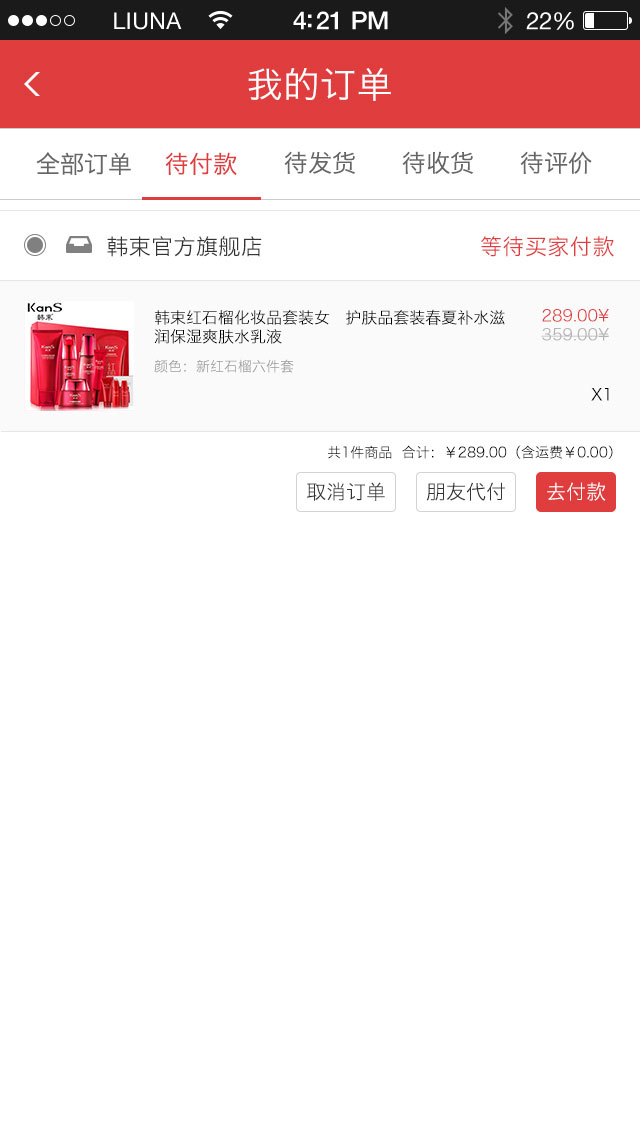 LIUNA 4:21 PM 22%
我的订单
全部订单 待付款 待发货 待收货 待评价
韩束官方旗舰店 等待买家付款
KanS
韩束
韩束红石榴化妆品套装女 护肤品套装春夏补水滋 289.00¥
润保湿爽肤水乳液 359.00¥
颜色：新红石榴六件套
X1
共1件商品 合计：￥289.00（含运费￥0.00）
取消订单 朋友代付 去付款